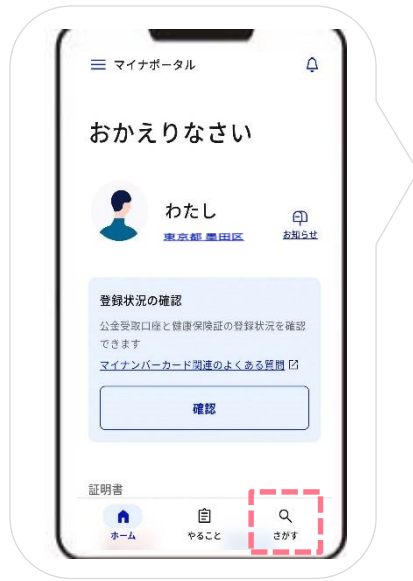 マイナポータル
おかえりなさい
わたし
東京都 墨田区
お知らせ
登録状況の確認
公金受取口座と健康保険証の登録状況を確認
できます
マイナンバーカード関連のよくある質問
確認
証明書
ホーム
やること
さがす